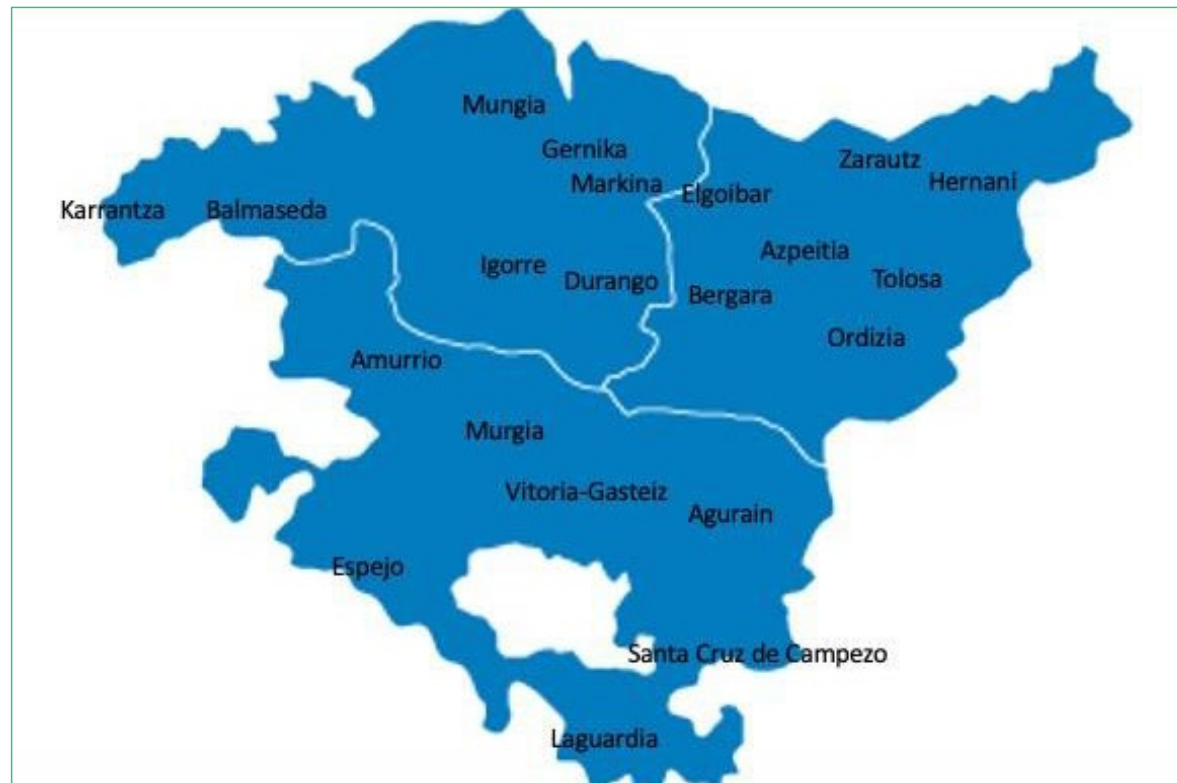 Mungia
Gernika
Zarautz
Markina
Hernani
Elgoibar
Karrantza
Balmaseda
Azpeitia
Igorre
Durango
Tolosa
Bergara
Ordizia
Amurrio
Murgia
Vitoria-Gasteiz
Agurain
Espejo
Santa Cruz de Campezo
Laguardia